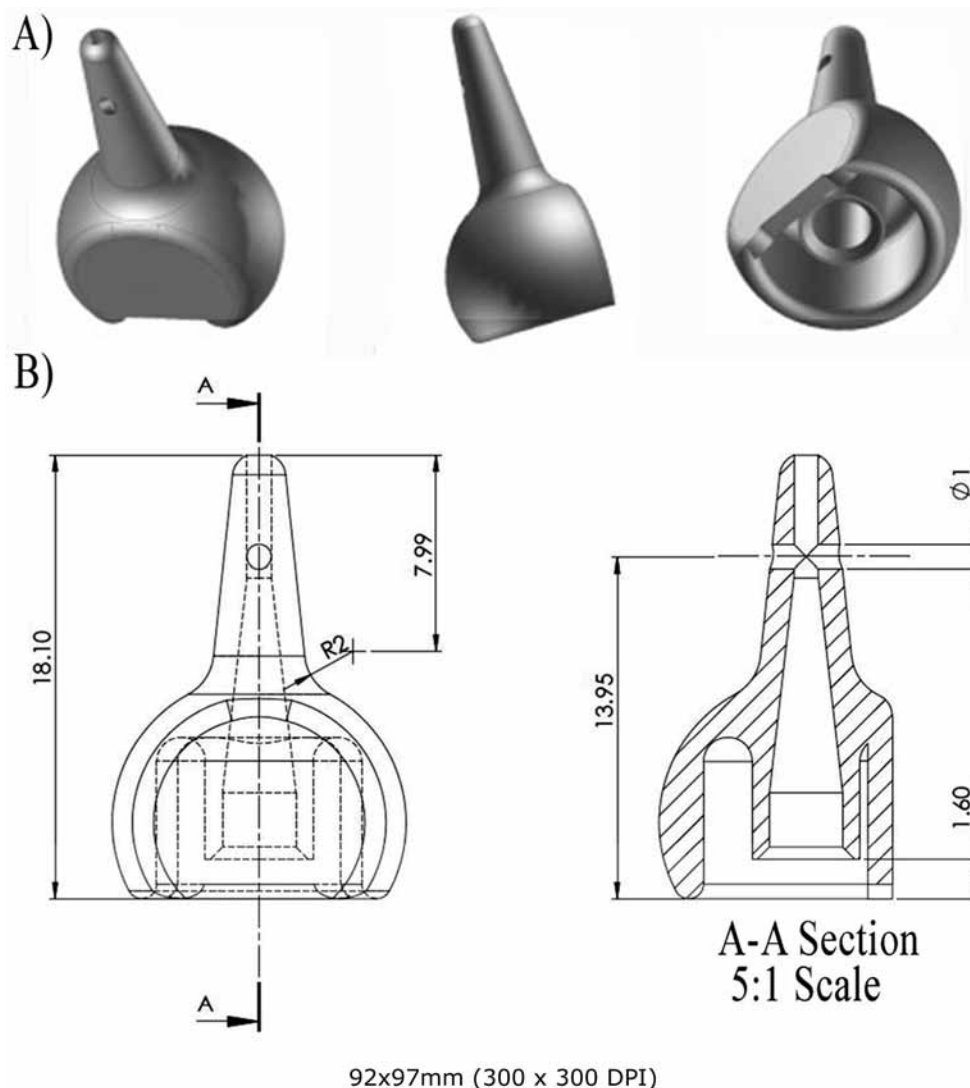 A)
B)
A
18.10
7.99
R2
A
13.95
Ø1
1.60
A-A Section
5:1 Scale
92x97mm (300 x 300 DPI)